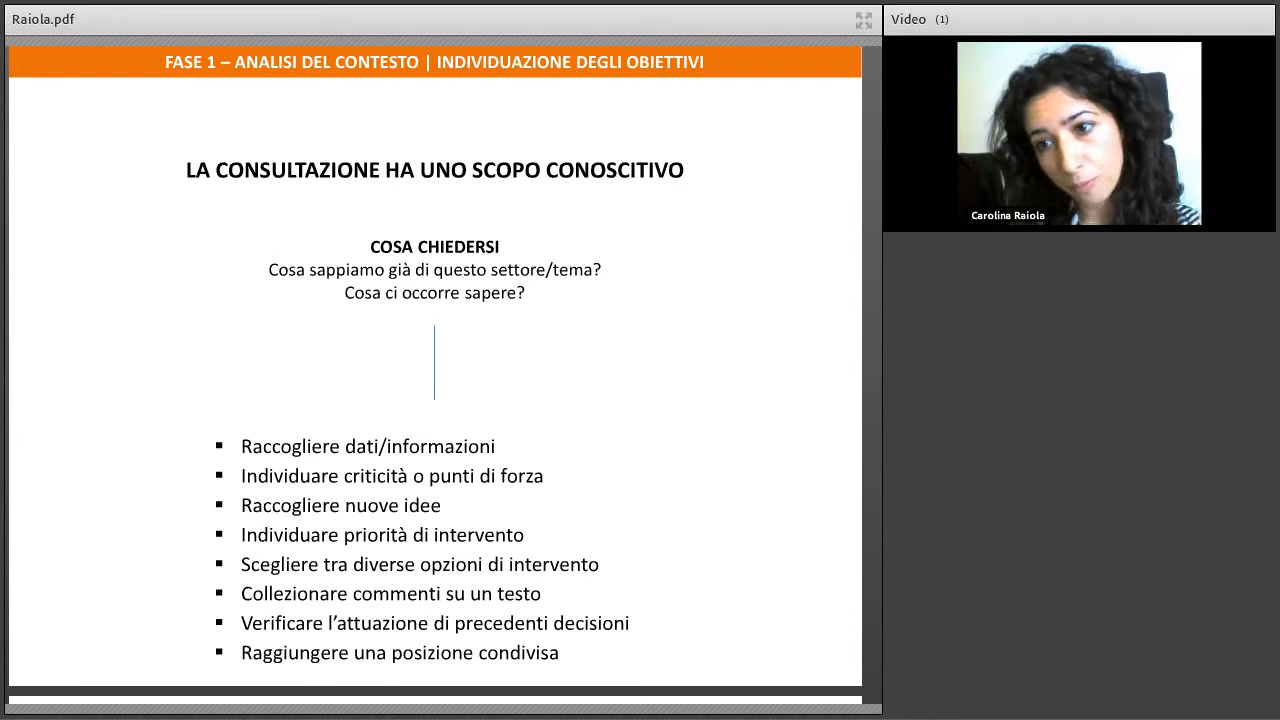 Raiola.pdf
Video (1)
FASE 1 – ANALISI DEL CONTESTO | INDIVIDUAZIONE DEGLI OBIETTIVI
LA CONSULTAZIONE HA UNO SCOPO CONOSCITIVO
COSA CHIEDERSI
Cosa sappiamo già di questo settore/tema?
Cosa ci occorre sapere?
▪ Raccogliere dati/informazioni
▪ Individuare criticità o punti di forza
▪ Raccogliere nuove idee
▪ Individuare priorità di intervento
▪ Scegliere tra diverse opzioni di intervento
▪ Collezionare commenti su un testo
▪ Verificare l’attuazione di precedenti decisioni
▪ Raggiungere una posizione condivisa
Carolina Raiola